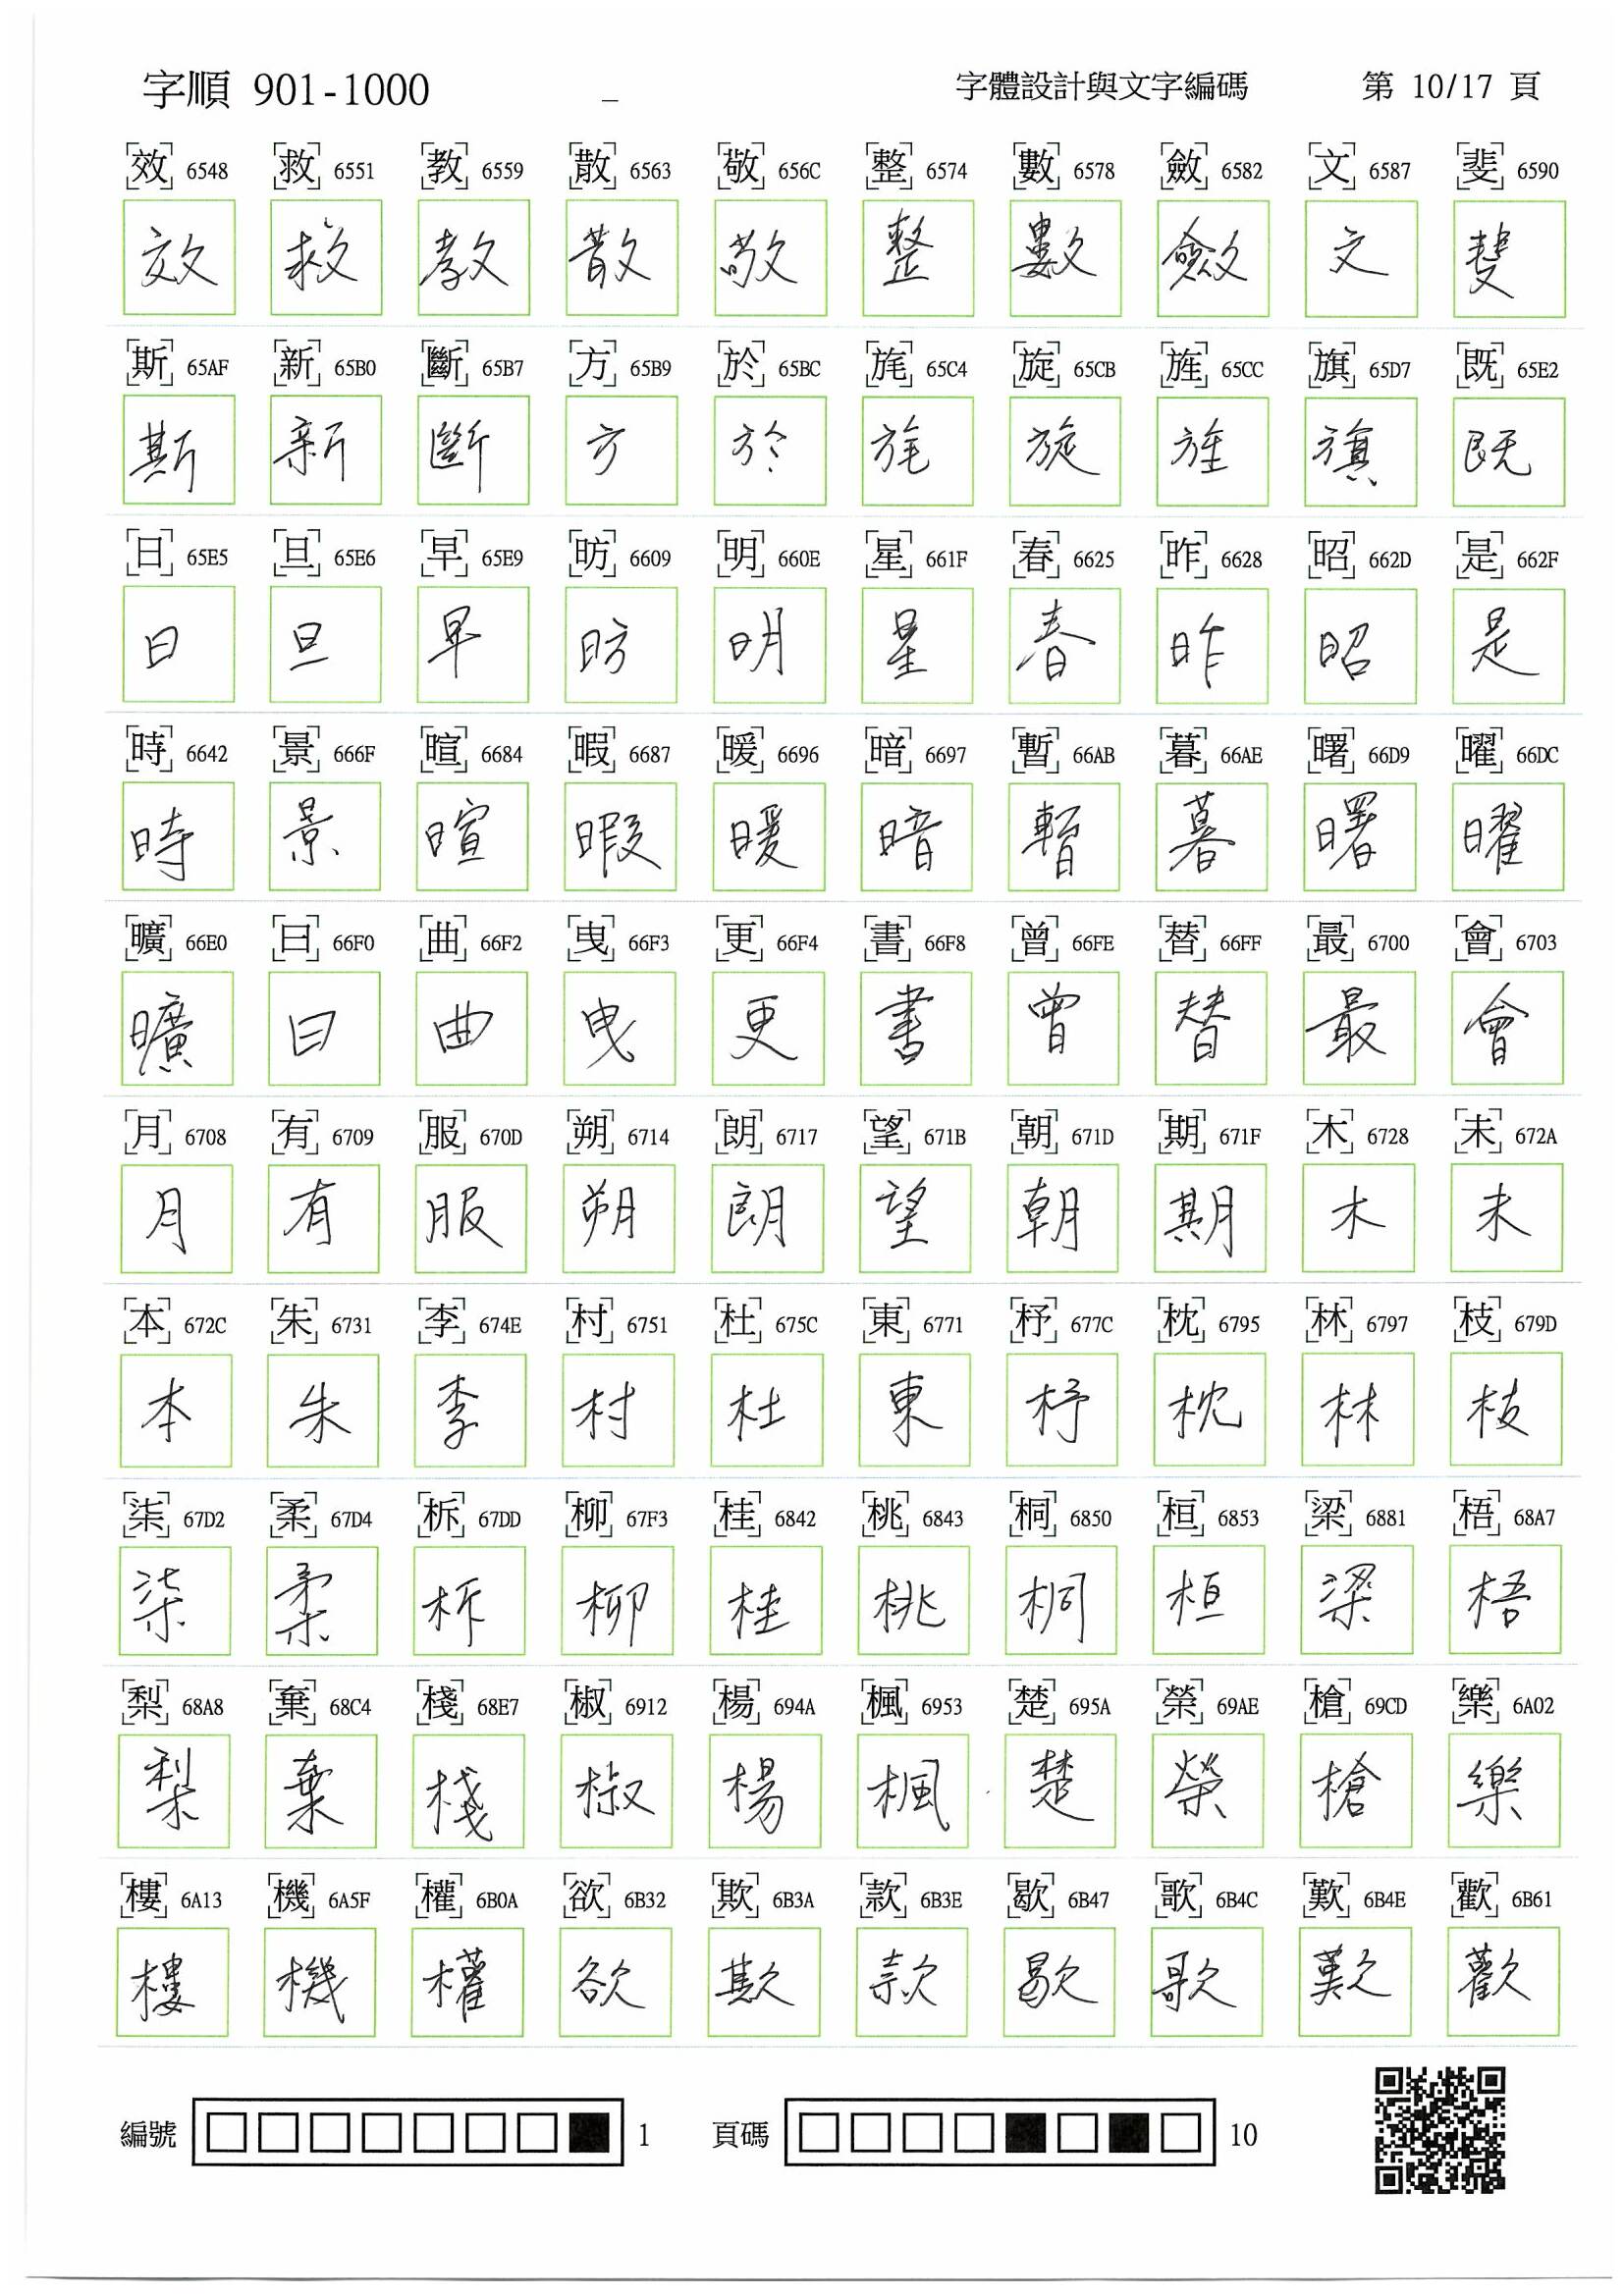 字順 901-1000 _ 字體設計與文字編碼 第 10/17 頁
效 6548 救 6551 教 6559 散 6563 敬 656C 整 6574 數 6578 斂 6582 文 6587 斐 6590
效 救 教 散 敬 整 數 斂 文 斐
斯 65AF 新 65B0 斷 65B7 方 65B9 於 65BC 旄 65C4 旋 65CB 旌 65CC 旗 65D7 既 65E2
斯 新 斷 方 於 旄 旋 旌 旗 既
日 65E5 旦 65E6 早 65E9 昉 6609 明 660E 星 661F 春 6625 昨 6628 昭 662D 是 662F
日 旦 早 昉 明 星 春 昨 昭 是
時 6642 景 666F 暄 6684 暇 6687 暖 6696 暗 6697 暫 66AB 暮 66AE 曙 66D9 曜 66DC
時 景 暄 暇 暖 暗 暫 暮 曙 曜
曠 66E0 曰 66F0 曲 66F2 曳 66F3 更 66F4 書 66F8 曾 66FE 替 66FF 最 6700 會 6703
曠 曰 曲 曳 更 書 曾 替 最 會
月 6708 有 6709 服 670D 朔 6714 朗 6717 望 671B 朝 671D 期 671F 木 6728 未 672A
月 有 服 朔 朗 望 朝 期 木 未
本 672C 朱 6731 李 674E 村 6751 杜 675C 東 6771 杼 677C 枕 6795 林 6797 枝 679D
本 朱 李 村 杜 東 杼 枕 林 枝
柒 67D2 柔 67D4 柝 67DD 柳 67F3 桂 6842 桃 6843 桐 6850 桓 6853 梁 6881 梧 68A7
柒 柔 柝 柳 桂 桃 桐 桓 梁 梧
梨 68A8 棄 68C4 棧 68E7 椒 6912 楊 694A 楓 6953 楚 695A 榮 69AE 槍 69CD 樂 6A02
梨 棄 棧 椒 楊 楓 楚 榮 槍 樂
樓 6A13 機 6A5F 權 6B0A 欲 6B32 欺 6B3A 款 6B3E 歇 6B47 歌 6B4C 歎 6B4E 歡 6B61
樓 機 權 欲 欺 款 歇 歌 歎 歡
編號 1 頁碼 10